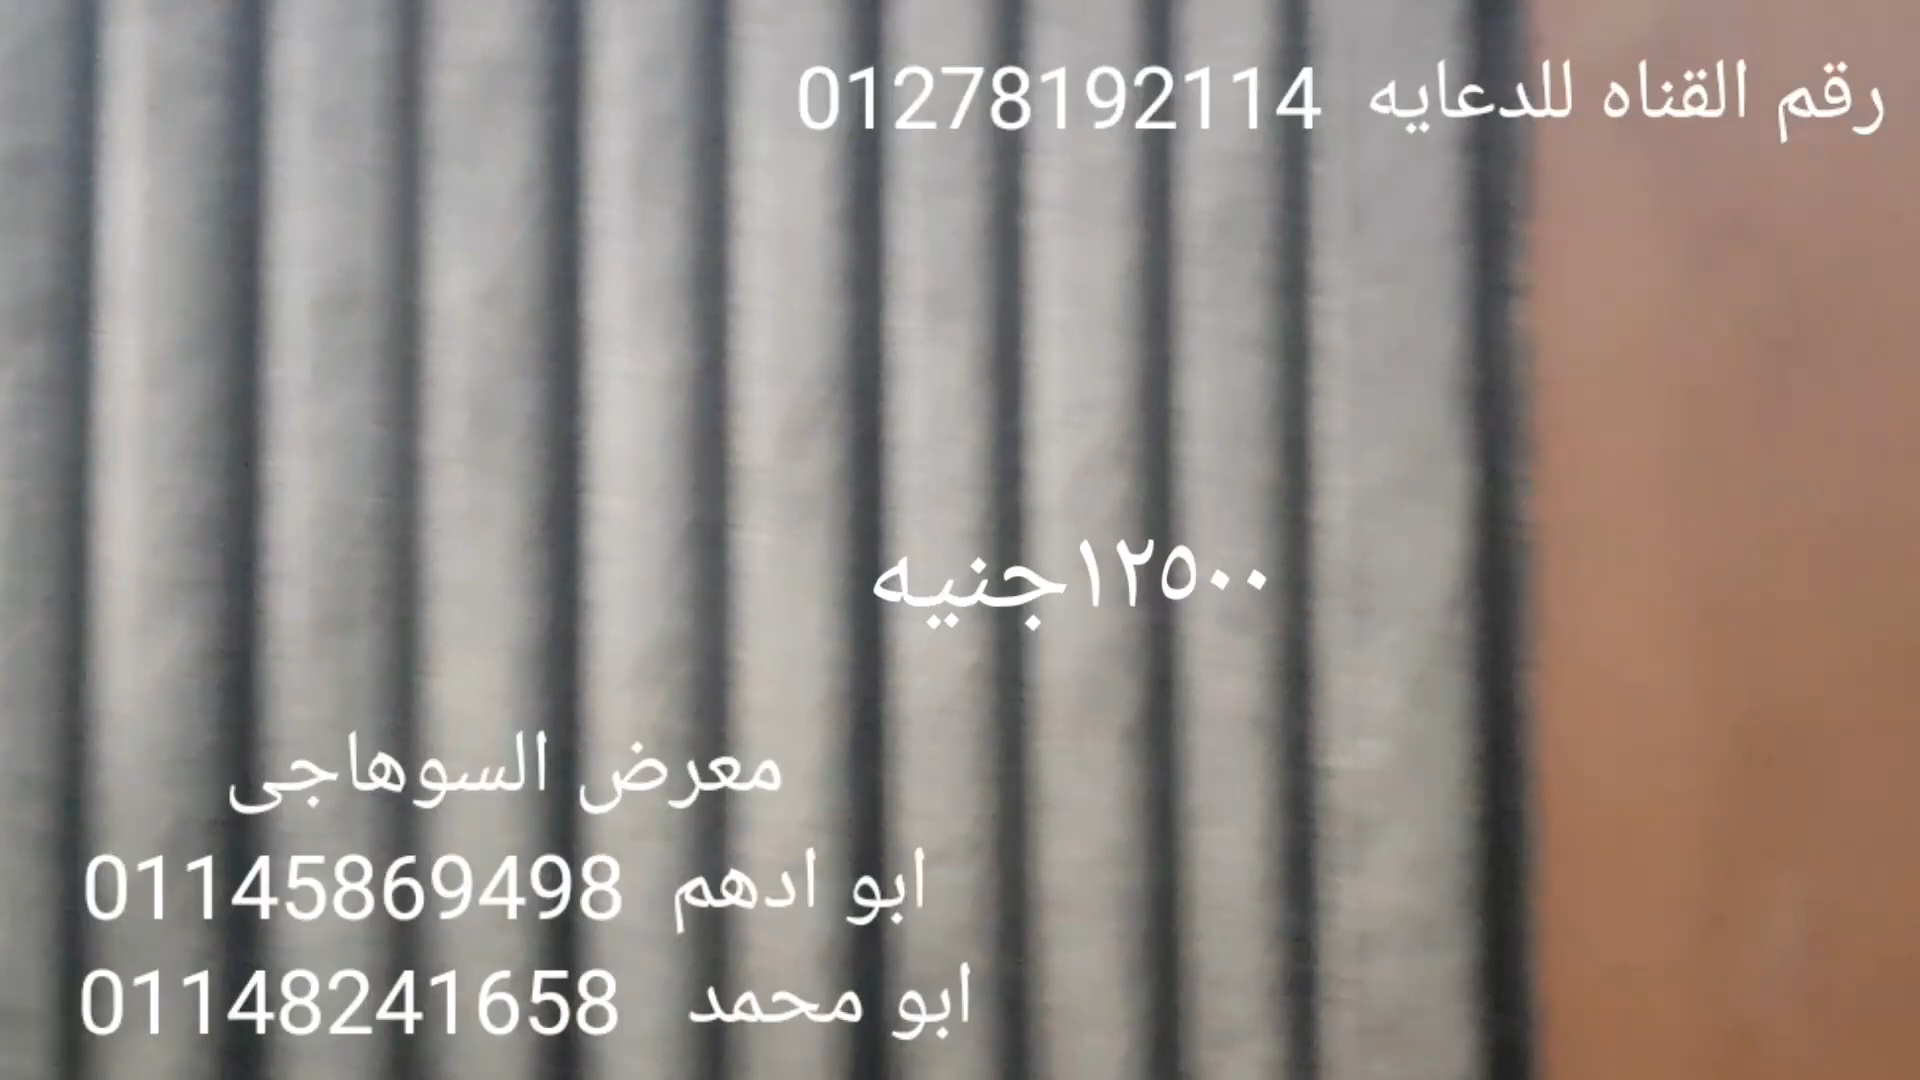 رقم القناه للدعايه 01278192114
١٢٥٠٠جنيه
معرض السوهاجى
ابو ادهم 01145869498
ابو محمد 01148241658